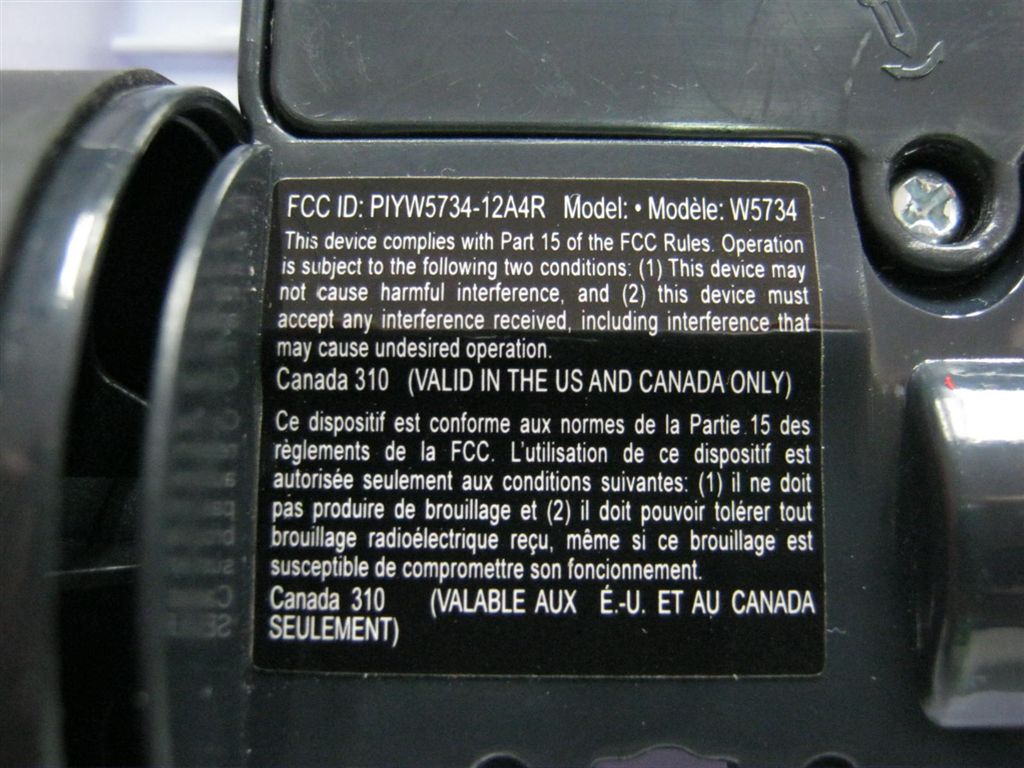 FCC ID: PIYW5734-12A4R Model: • Modèle: W5734
This device complies with Part 15 of the FCC Rules. Operation
is subject to the following two conditions: (1) This device may
not cause harmful interference, and (2) this device must
accept any interference received, including interference that
may cause undesired operation.
Canada 310 (VALID IN THE US AND CANADA ONLY)
Ce dispositif est conforme aux normes de la Partie 15 des
règlements de la FCC. L'utilisation de ce dispositif est
autorisée seulement aux conditions suivantes: (1) il ne doit
pas produire de brouillage et (2) il doit pouvoir tolérer tout
brouillage radioélectrique reçu, même si ce brouillage est
susceptible de compromettre son foncionnement.
Canada 310 (VALABLE AUX É.-U. ET AU CANADA
SEULEMENT)